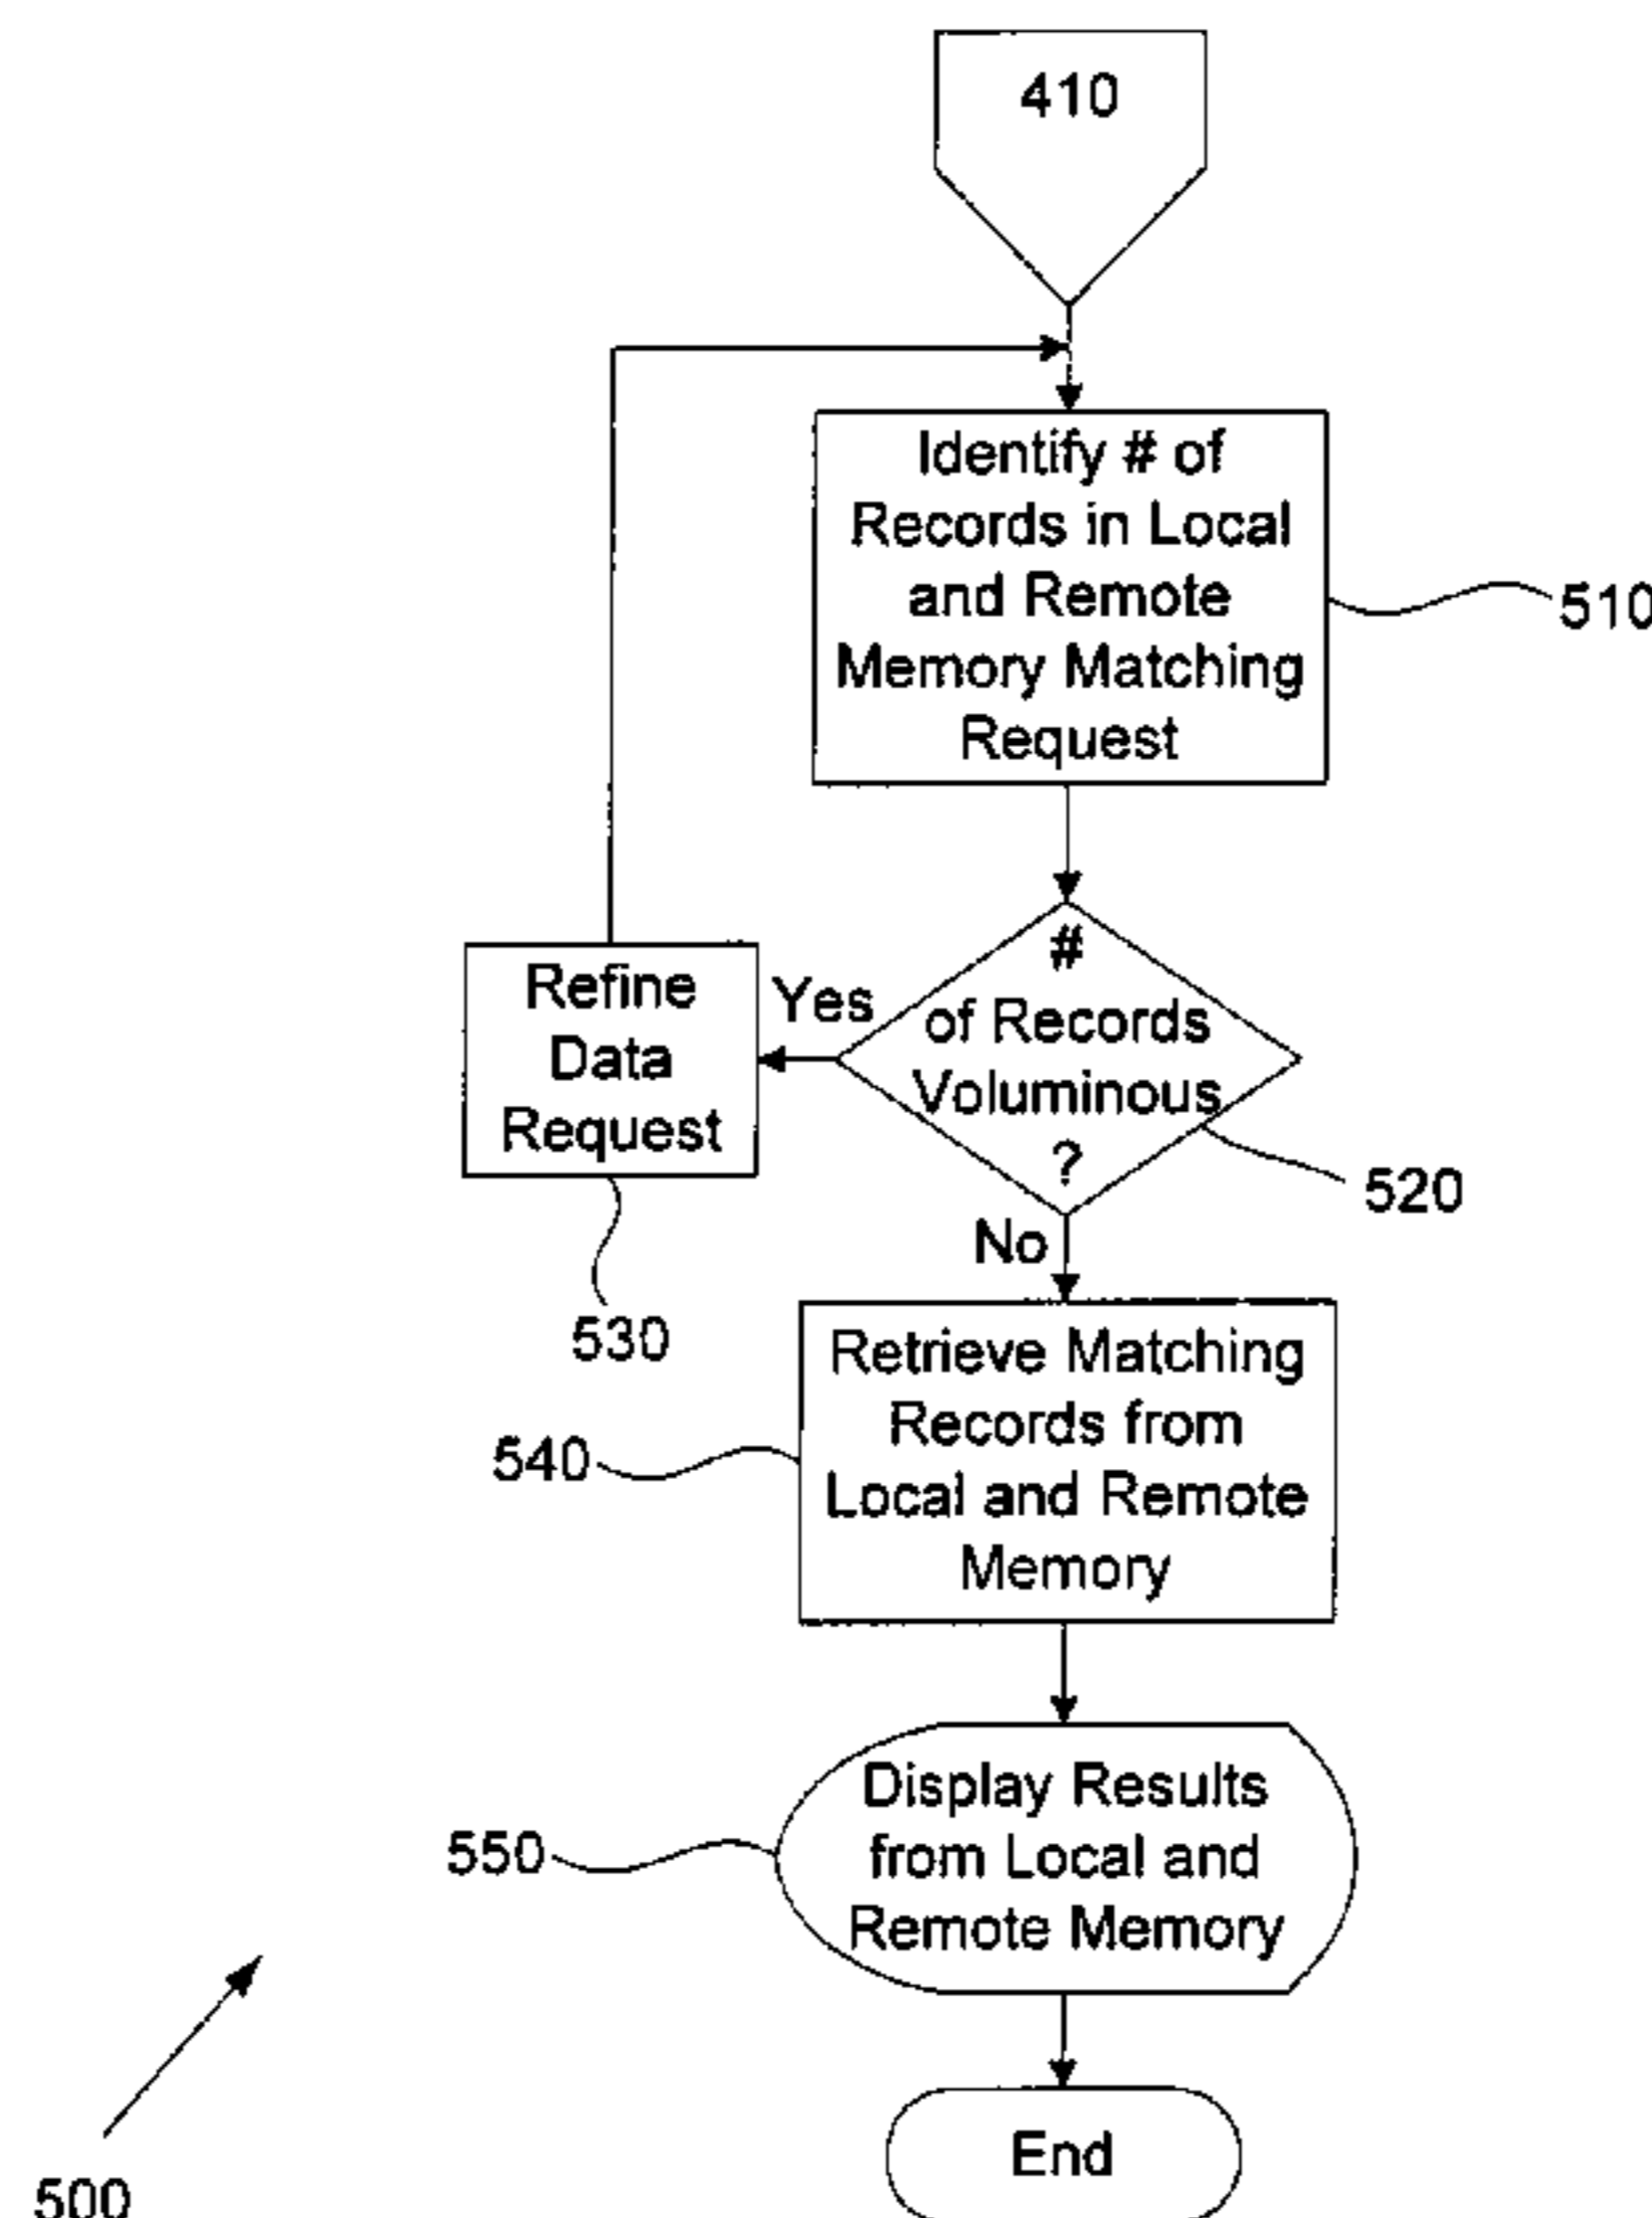 410
Identify # of
Records in Local
and Remote
Memory Matching
Request
510
#
of Records
Voluminous
?
520
Yes
Refine
Data
Request
530
No
Retrieve Matching
Records from
Local and Remote
Memory
540
Display Results
from Local and
Remote Memory
550
End
500